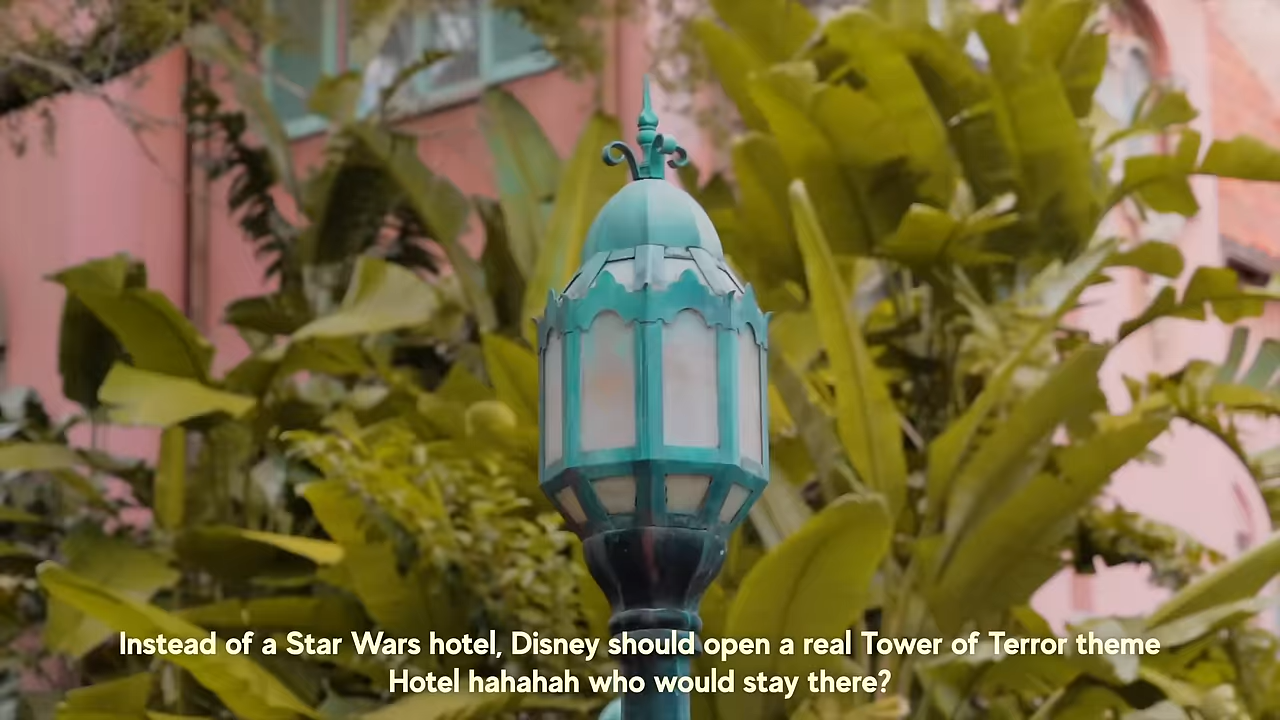 Instead of a Star Wars hotel, Disney should open a real Tower of Terror theme
Hotel hahahah who would stay there?